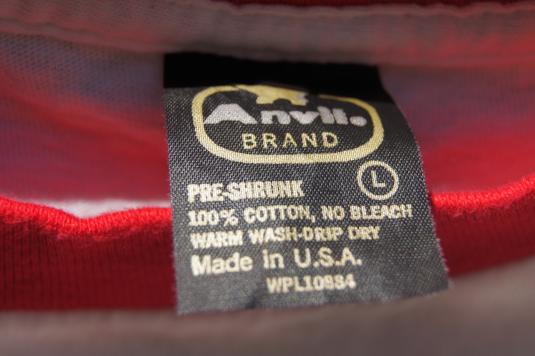 Anvil.
BRAND
L
PRE-SHRUNK
100% COTTON, NO BLEACH
WARM WASH-DRIP DRY
Made in U.S.A.
WPL10884